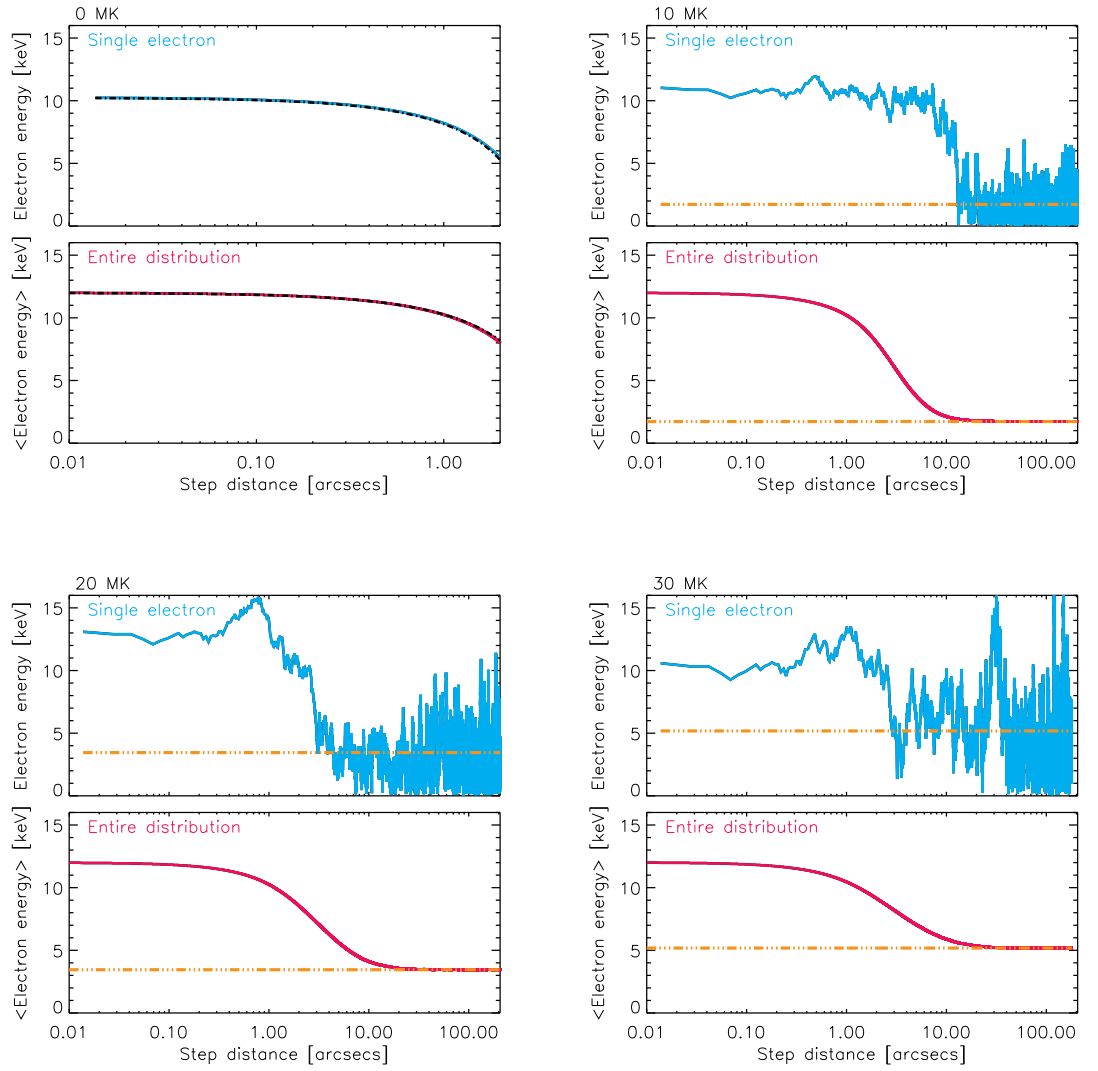 0 MK
Single electron
Electron energy [keV]
15
10
5
0
Entire distribution
<Electron energy> [keV]
15
10
5
0
0.01
0.10
1.00
Step distance [arcsecs]
10 MK
Single electron
Electron energy [keV]
15
10
5
0
Entire distribution
<Electron energy> [keV]
15
10
5
0
0.01
0.10
1.00
10.00
100.00
Step distance [arcsecs]
20 MK
Single electron
Electron energy [keV]
15
10
5
0
Entire distribution
<Electron energy> [keV]
15
10
5
0
0.01
0.10
1.00
10.00
100.00
Step distance [arcsecs]
30 MK
Single electron
Electron energy [keV]
15
10
5
0
Entire distribution
<Electron energy> [keV]
15
10
5
0
0.01
0.10
1.00
10.00
100.00
Step distance [arcsecs]